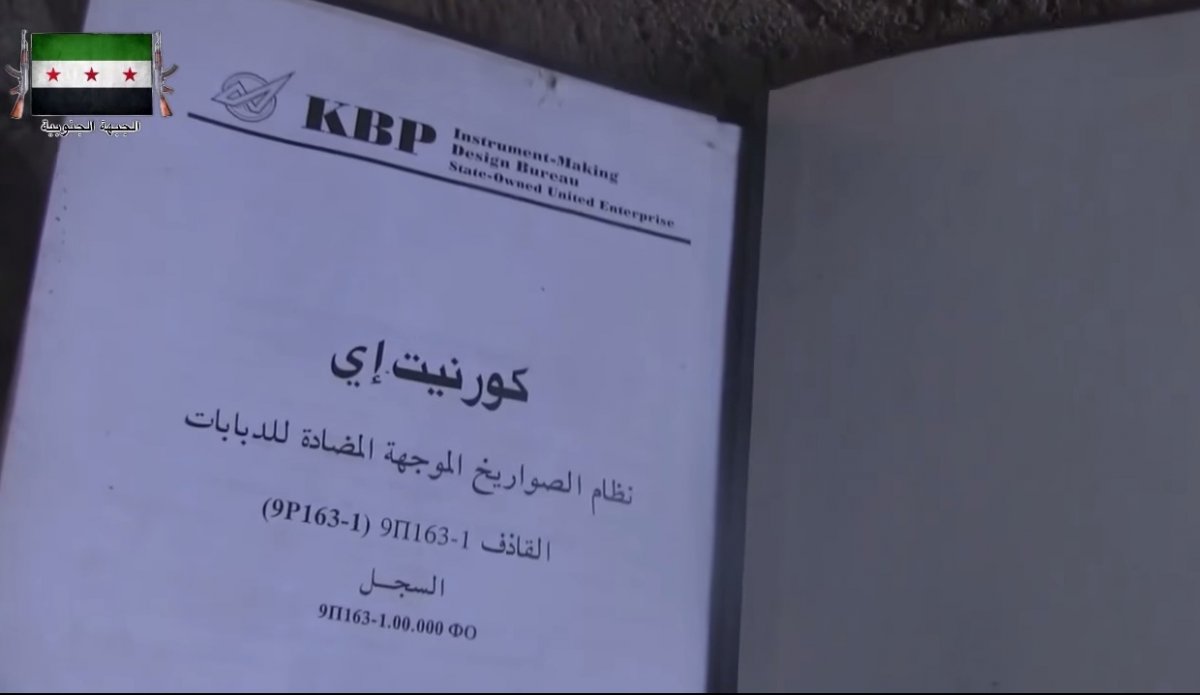 الجبهة الجنوبية
KBP
Instrument-Making
Design Bureau
State-Owned United Enterprise
كورنيت.إي
نظام الصواريخ الموجهة المضادة للدبابات
القاذف 9П163-1 (9P163-1)
السجل
9П163-1.00.000 ФО